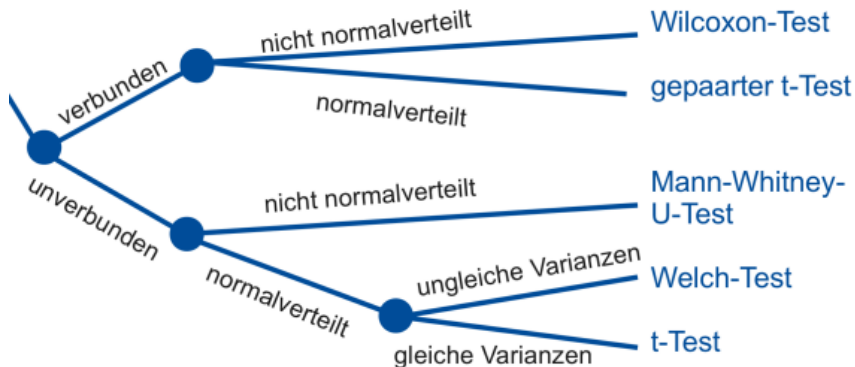 nicht normalverteilt
Wilcoxon-Test
verbunden
normalverteilt
gepaarter t-Test
unverbunden
nicht normalverteilt
Mann-Whitney-
U-Test
normalverteilt
ungleiche Varianzen
Welch-Test
gleiche Varianzen
t-Test